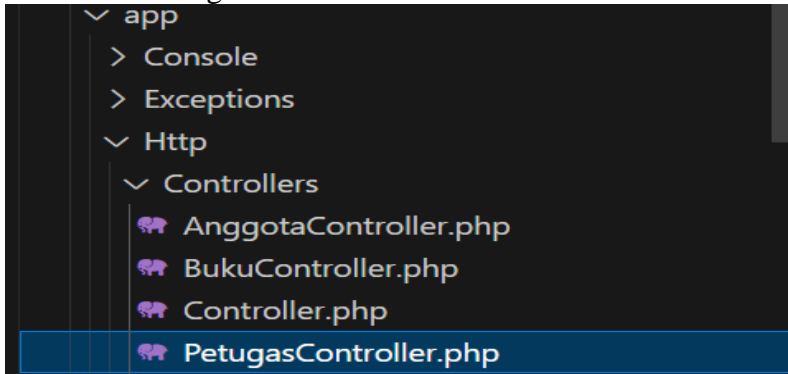 app
Console
Exceptions
Http
Controllers
AnggotaController.php
BukuController.php
Controller.php
PetugasController.php